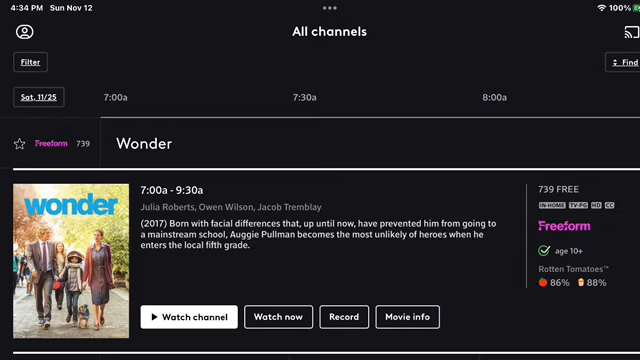 4:34 PM Sun Nov 12
100%
All channels
Filter
Find
Sat, 11/25
7:00a
7:30a
8:00a
Freeform 739
Wonder
wonder
7:00a - 9:30a
Julia Roberts, Owen Wilson, Jacob Tremblay
(2017) Born with facial differences that, up until now, have prevented him from going to
a mainstream school, Auggie Pullman becomes the most unlikely of heroes when he
enters the local fifth grade.
739 FREE
IN-HOME TV-PG HD CC
Freeform
age 10+
Rotten Tomatoes™
86% 88%
Watch channel
Watch now
Record
Movie info